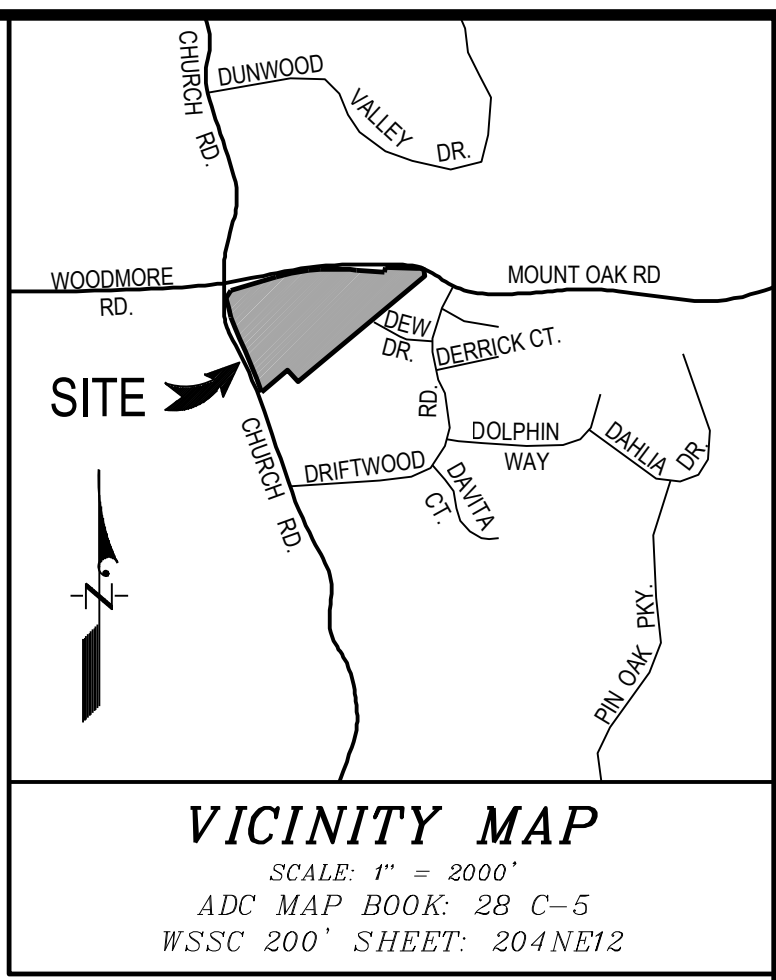 CHURCH RD.
DUNWOOD
VALLEY
DR.
WOODMORE
RD.
MOUNT OAK RD
DEW
DR.
DERRICK CT.
SITE
RD.
DOLPHIN
WAY
DAHLIA
DR.
CHURCH RD.
DRIFTWOOD
DAVITA
CT.
N
PIN OAK PKY.
VICINITY MAP
SCALE: 1" = 2000'
ADC MAP BOOK: 28 C-5
WSSC 200' SHEET: 204NE12